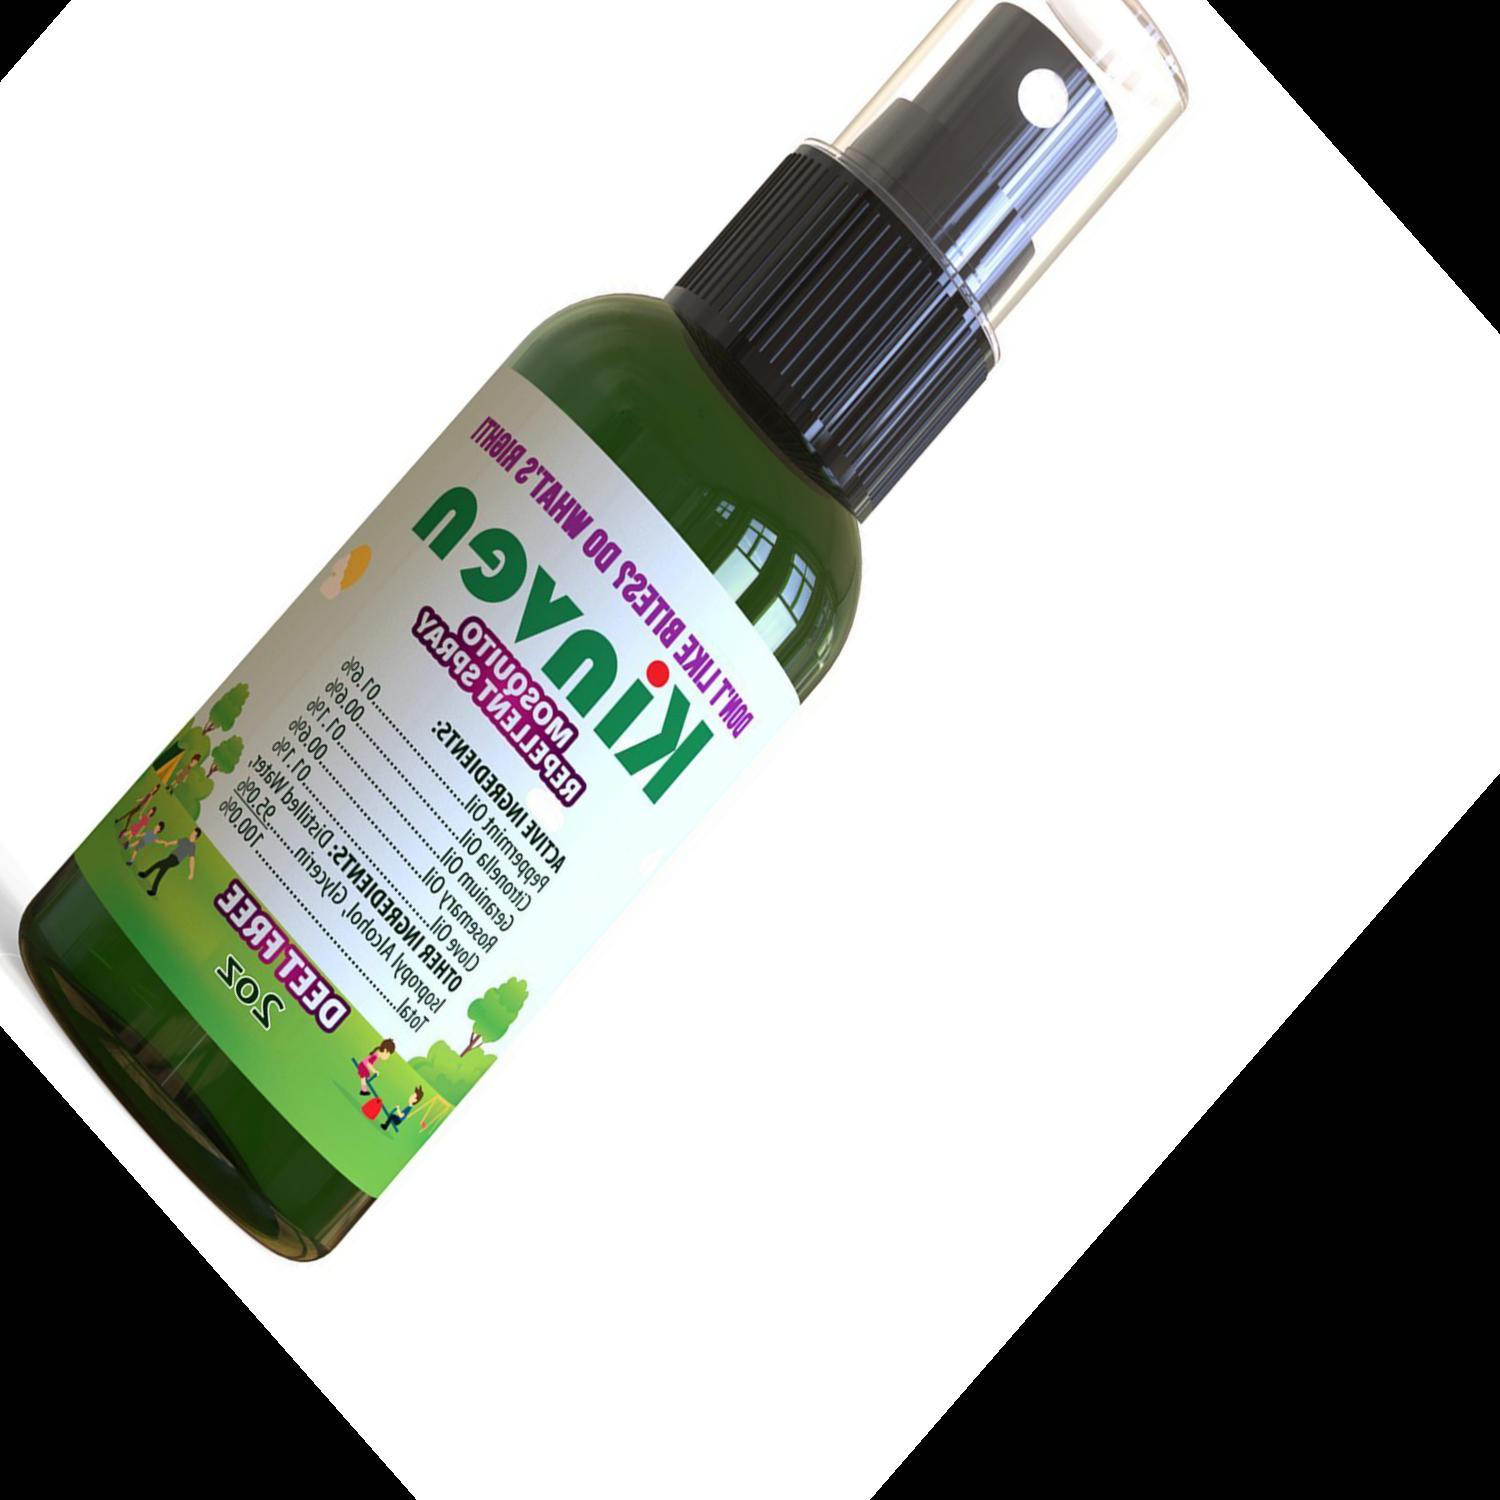 DON'T LIKE BITES? DO WHAT'S RIGHT!
Kinven
MOSQUITO
REPELLENT SPRAY
ACTIVE INGREDIENTS:
Peppermint Oil..........01.6%
Citronella Oil..........00.6%
Geranium Oil..........01.1%
Rosemary Oil..........00.6%
Clove Oil..........01.1%
OTHER INGREDIENTS: Distilled Water,
Isopropyl Alcohol, Glycerin..........95.0%
Total..........100.0%
DEET FREE
2oz